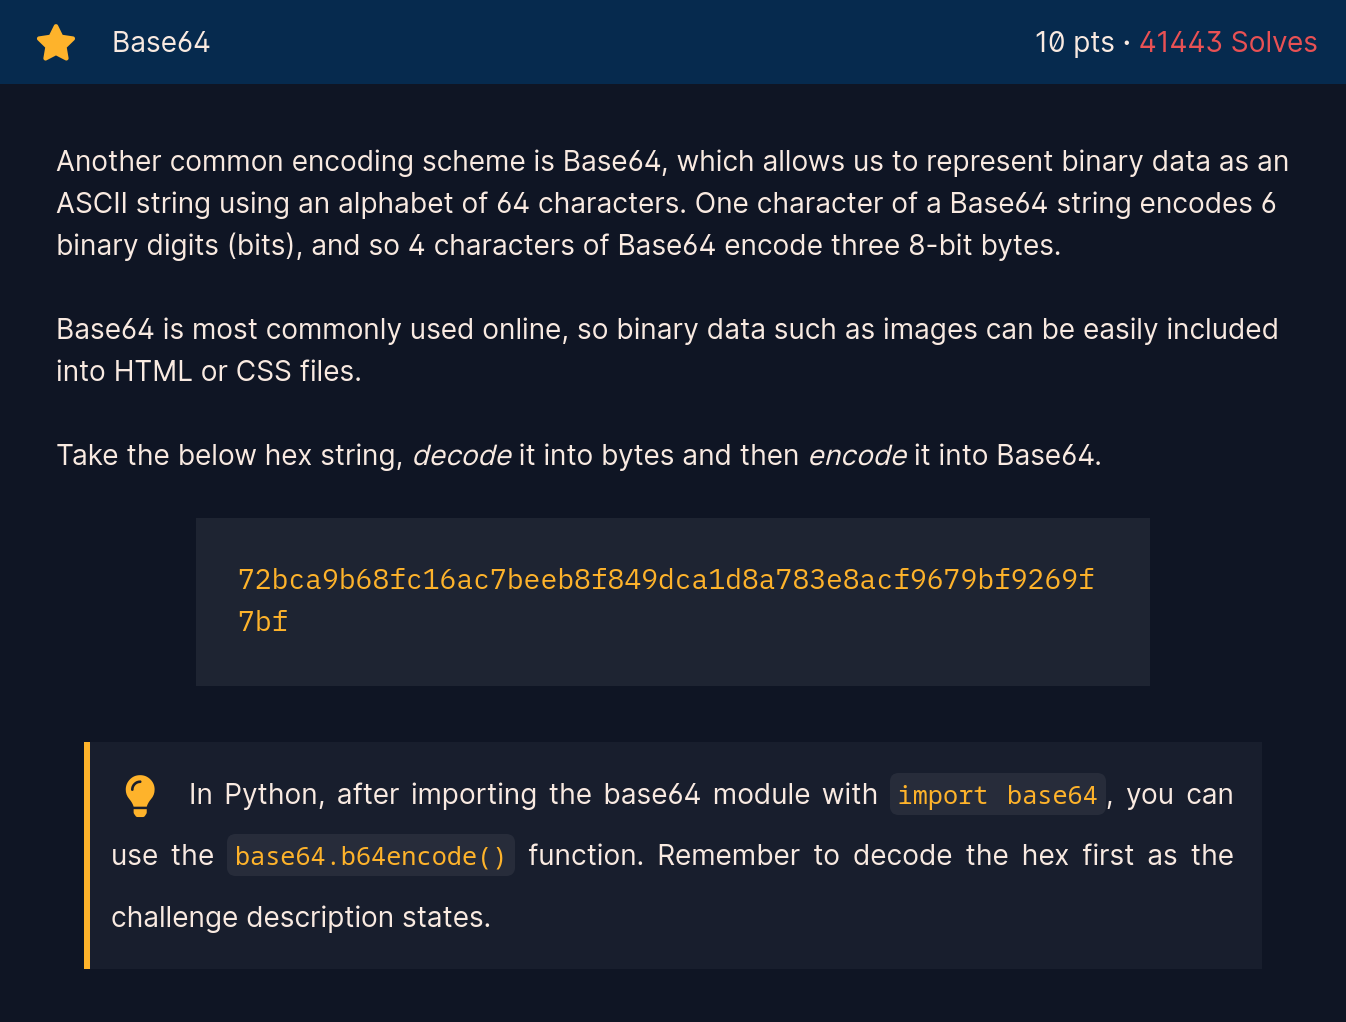 Base64
10 pts · 41443 Solves
Another common encoding scheme is Base64, which allows us to represent binary data as an
ASCII string using an alphabet of 64 characters. One character of a Base64 string encodes 6
binary digits (bits), and so 4 characters of Base64 encode three 8-bit bytes.
Base64 is most commonly used online, so binary data such as images can be easily included
into HTML or CSS files.
Take the below hex string, decode it into bytes and then encode it into Base64.
72bca9b68fc16ac7beeb8f849dca1d8a783e8acf9679bf9269f
7bf
In Python, after importing the base64 module with import base64, you can
use the base64.b64encode() function. Remember to decode the hex first as the
challenge description states.